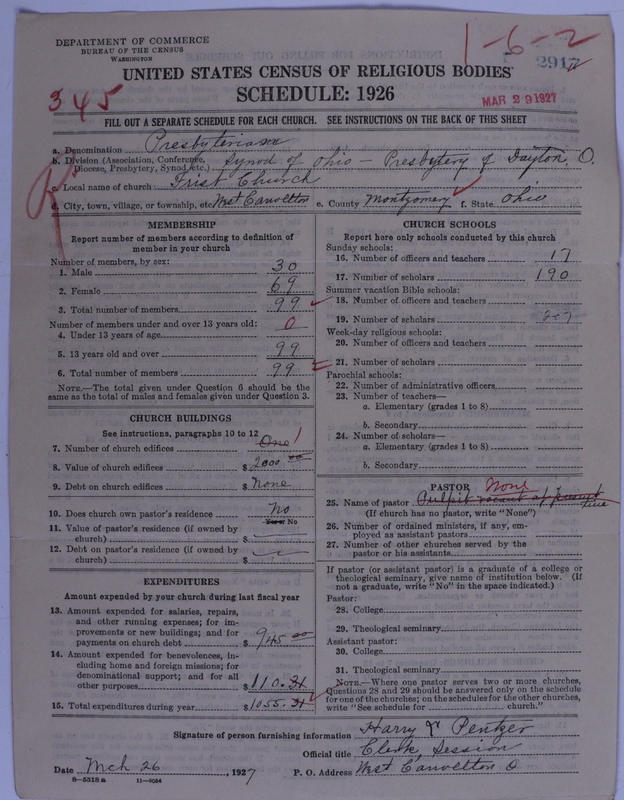 DEPARTMENT OF COMMERCE
BUREAU OF THE CENSUS
WASHINGTON
1-6-2
2917
UNITED STATES CENSUS OF RELIGIOUS BODIES
SCHEDULE: 1926
345
MAR 29 1927
FILL OUT A SEPARATE SCHEDULE FOR EACH CHURCH. SEE INSTRUCTIONS ON THE BACK OF THIS SHEET
a. Denomination Presbyterian
b. Division (Association, Conference, Diocese, Presbytery, Synod, etc.) Synod of Ohio - Presbytery of Dayton, O.
c. Local name of church First Church
d. City, town, village, or township, etc. West Carrollton e. County Montgomery f. State Ohio
MEMBERSHIP
Report number of members according to definition of
member in your church
Number of members, by sex:
1. Male 30
2. Female 69
3. Total number of members 99
Number of members under and over 13 years old:
4. Under 13 years of age 0
5. 13 years old and over 99
6. Total number of members 99
NOTE.—The total given under Question 6 should be the
same as the total of males and females given under Question 3.
CHURCH BUILDINGS
See instructions, paragraphs 10 to 12
7. Number of church edifices One 1
8. Value of church edifices $ 2000 00
9. Debt on church edifices $ None
10. Does church own pastor's residence No
Yes or No
11. Value of pastor's residence (if owned by
church) $
12. Debt on pastor's residence (if owned by
church) $
EXPENDITURES
Amount expended by your church during last fiscal year
13. Amount expended for salaries, repairs,
and other running expenses; for im-
provements or new buildings; and for
payments on church debt $ 945 00
14. Amount expended for benevolences, in-
cluding home and foreign missions; for
denominational support; and for all
other purposes $ 110.31
15. Total expenditures during year $ 1055.31
CHURCH SCHOOLS
Report here only schools conducted by this church
Sunday schools:
16. Number of officers and teachers 17
17. Number of scholars 190
Summer vacation Bible schools:
18. Number of officers and teachers
19. Number of scholars
Week-day religious schools:
20. Number of officers and teachers
21. Number of scholars
Parochial schools:
22. Number of administrative officers
23. Number of teachers—
a. Elementary (grades 1 to 8)
b. Secondary
24. Number of scholars—
a. Elementary (grades 1 to 8)
b. Secondary
PASTOR None
25. Name of pastor Pulpit vacant at present time
(If church has no pastor, write "None")
26. Number of ordained ministers, if any, em-
ployed as assistant pastors
27. Number of other churches served by the
pastor or his assistants
If pastor (or assistant pastor) is a graduate of a college or
theological seminary, give name of institution below. (If
not a graduate, write "No" in the space indicated.)
Pastor:
28. College
29. Theological seminary
Assistant pastor:
30. College
31. Theological seminary
NOTE.—Where one pastor serves two or more churches,
Questions 28 and 29 should be answered only on the schedule
for one of the churches; on the schedules for the other churches,
write "See schedule for church."
Signature of person furnishing information Harry Y Pentzer
Official title Clerk, Session
Date Mch 26, 1927 P. O. Address West Carrollton O
8—5518 a 11—9054